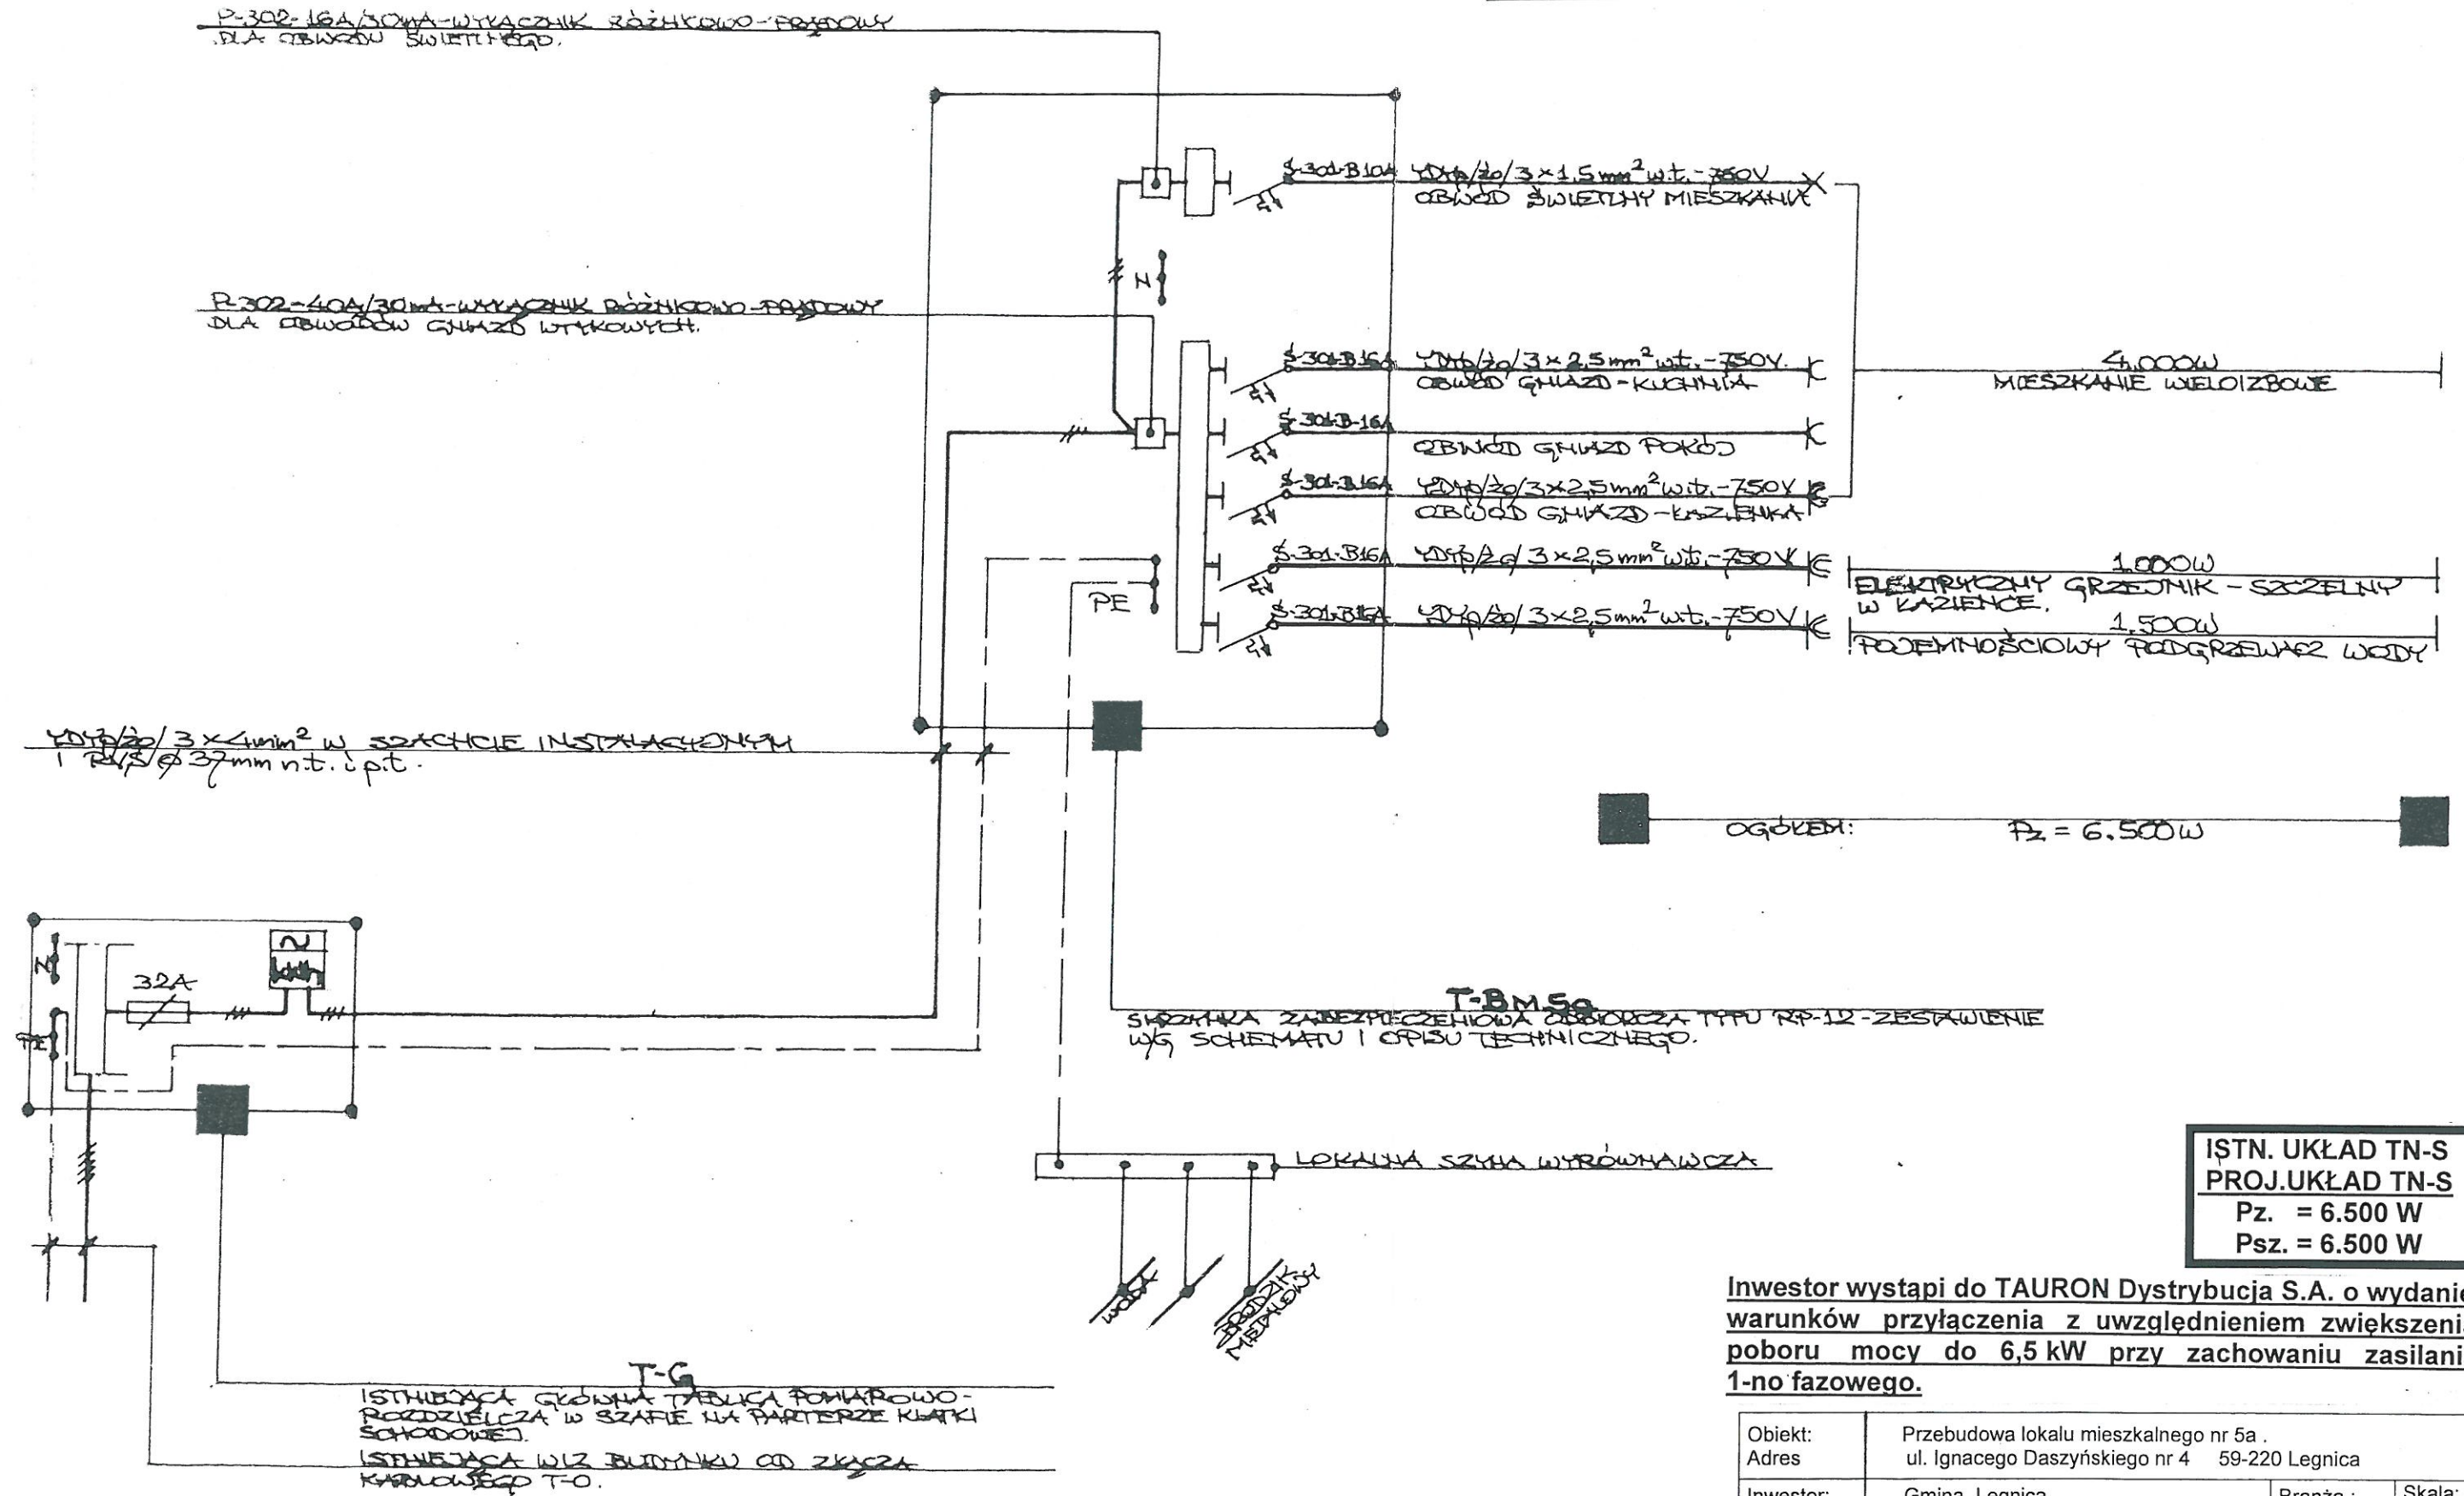 P-302-16A/30mA-WYŁĄCZNIK RÓŻNICOWO-PRĄDOWY
DLA OBWODU ŚWIETLNEGO.
S-301-B10A YDYp/żo/3×1,5mm² w.t.-750V
OBWÓD ŚWIETLNY MIESZKANIA
N
P-302-40A/30mA-WYŁĄCZNIK RÓŻNICOWO-PRĄDOWY
DLA OBWODÓW GNIAZD WTYKOWYCH.
S-301-B16A YDYp/żo/3×2,5mm² w.t.-750V.
OBWÓD GNIAZD-KUCHNIA
4.000W
MIESZKANIE WIELOIZBOWE
S-301-B-16A
OBWÓD GNIAZD POKÓJ
S-301-B16A YDYp/żo/3×2,5mm² w.t.-750V
OBWÓD GNIAZD-ŁAZIENKA
S-301-B16A YDYp/żo/3×2,5mm² w.t.-750V
1.000W
ELEKTRYCZNY GRZEJNIK-SZCZELNY
W ŁAZIENCE.
PE
S-301-B16A YDYp/żo/3×2,5mm² w.t.-750V
1.500W
POJEMNOŚCIOWY PODGRZEWACZ WODY
YDYp/żo/3×4mm² W SZACHCIE INSTALACYJNYM
I RVS/Ø37mm n.t. i p.t.
OGÓŁEM: Pz = 6.500W
N
32A
~
kWh
PE
T-BM5a
SKRZYNKA ZABEZPIECZENIOWA ODBIORCZA TYPU RP-12-ZESTAWIENIE
W/G SCHEMATU I OPISU TECHNICZNEGO.
LOKALNA SZYNA WYRÓWNAWCZA
WODA
BRODZIK
METALOWY
T-G
ISTNIEJĄCA GŁÓWNA TABLICA POMIAROWO-
ROZDZIELCZA W SZAFIE NA PARTERZE KLATKI
SCHODOWEJ.
ISTNIEJĄCA WLZ BUDYNKU OD ZŁĄCZA
KABLOWEGO T-O.
ISTN. UKŁAD TN-S
PROJ.UKŁAD TN-S
Pz. = 6.500 W
Psz. = 6.500 W
Inwestor wystąpi do TAURON Dystrybucja S.A. o wydanie
warunków przyłączenia z uwzględnieniem zwiększeni
poboru mocy do 6,5 kW przy zachowaniu zasilani
1-no fazowego.
Obiekt: Przebudowa lokalu mieszkalnego nr 5a .
Adres ul. Ignacego Daszyńskiego nr 4 59-220 Legnica
Inwestor: Gmina Legnica Branża : Skala: